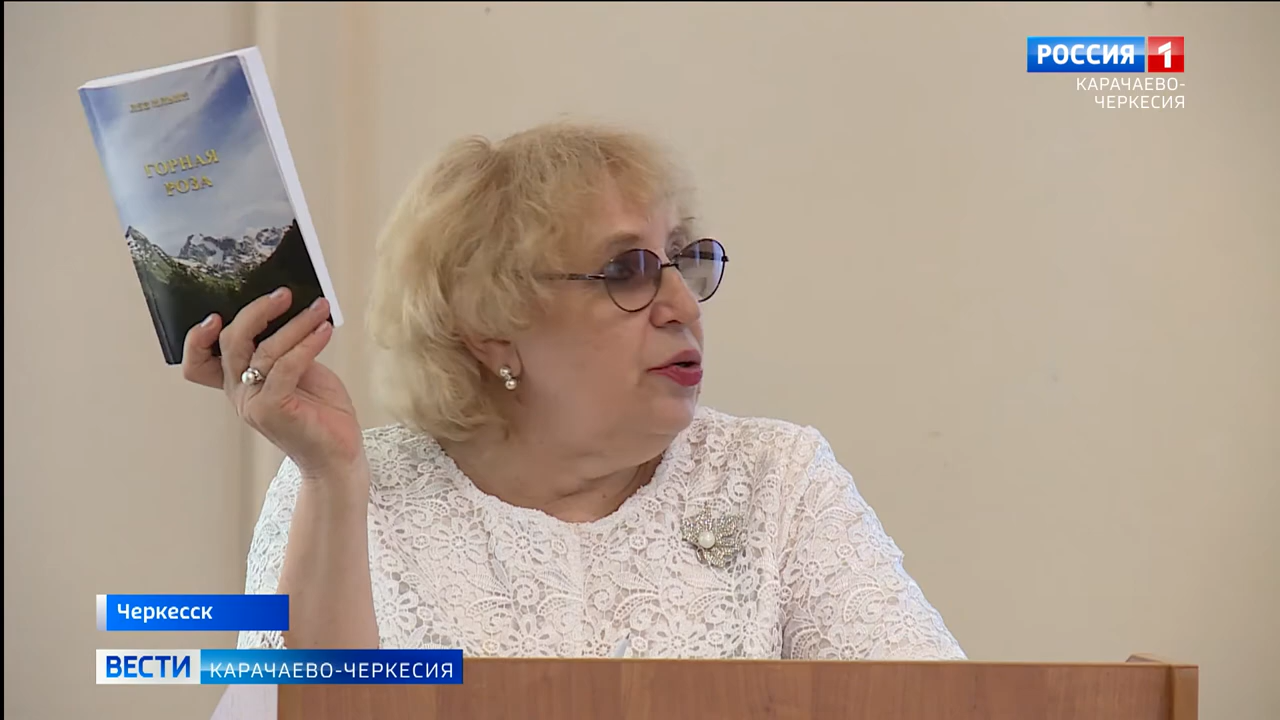 ГОРНАЯ
РОЗА
РОССИЯ 1
КАРАЧАЕВО-
ЧЕРКЕСИЯ
Черкесск
ВЕСТИ КАРАЧАЕВО-ЧЕРКЕСИЯ